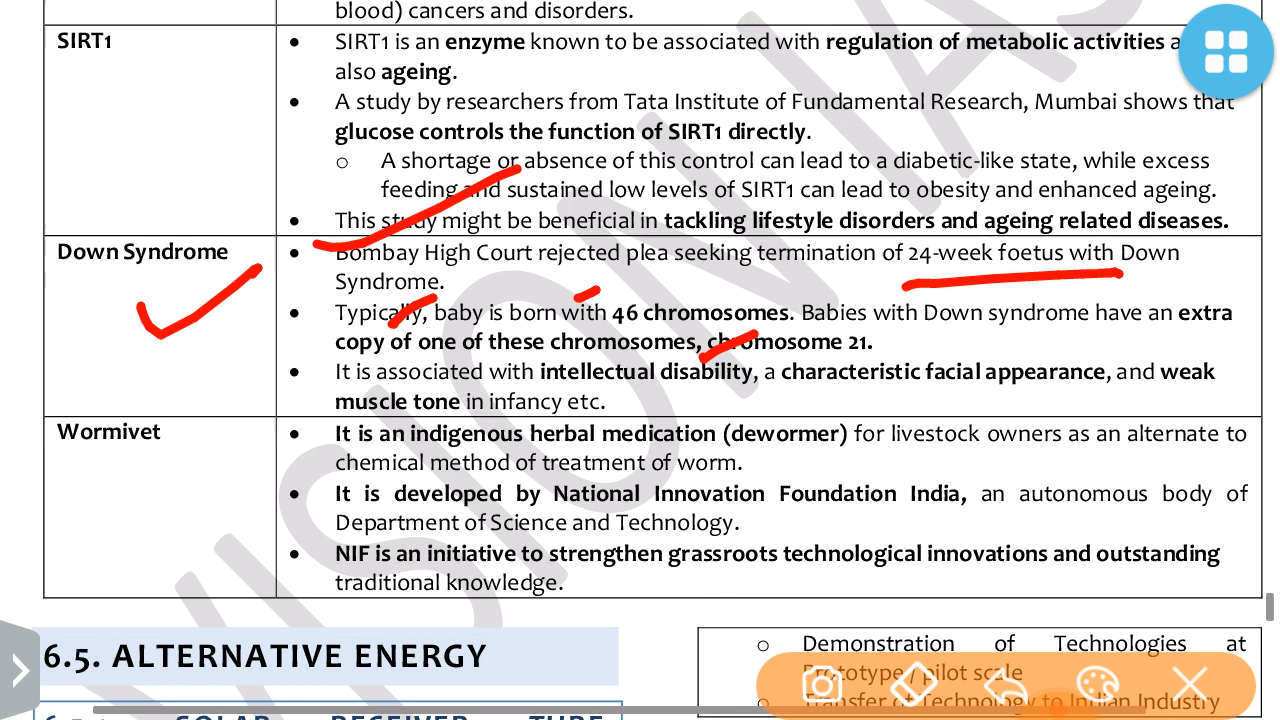 blood) cancers and disorders.
SIRT1
• SIRT1 is an enzyme known to be associated with regulation of metabolic activities a
also ageing.
• A study by researchers from Tata Institute of Fundamental Research, Mumbai shows that
glucose controls the function of SIRT1 directly.
o A shortage or absence of this control can lead to a diabetic-like state, while excess
feeding and sustained low levels of SIRT1 can lead to obesity and enhanced ageing.
• This study might be beneficial in tackling lifestyle disorders and ageing related diseases.
Down Syndrome
• Bombay High Court rejected plea seeking termination of 24-week foetus with Down
Syndrome.
• Typically, baby is born with 46 chromosomes. Babies with Down syndrome have an extra
copy of one of these chromosomes, chromosome 21.
• It is associated with intellectual disability, a characteristic facial appearance, and weak
muscle tone in infancy etc.
Wormivet
• It is an indigenous herbal medication (dewormer) for livestock owners as an alternate to
chemical method of treatment of worm.
• It is developed by National Innovation Foundation India, an autonomous body of
Department of Science and Technology.
• NIF is an initiative to strengthen grassroots technological innovations and outstanding
traditional knowledge.
6.5. ALTERNATIVE ENERGY
SOLAR RECEIVER TUBE
o Demonstration of Technologies at
Prototype / pilot scale
o Transfer of Technology to Indian Industry
VISION IAS